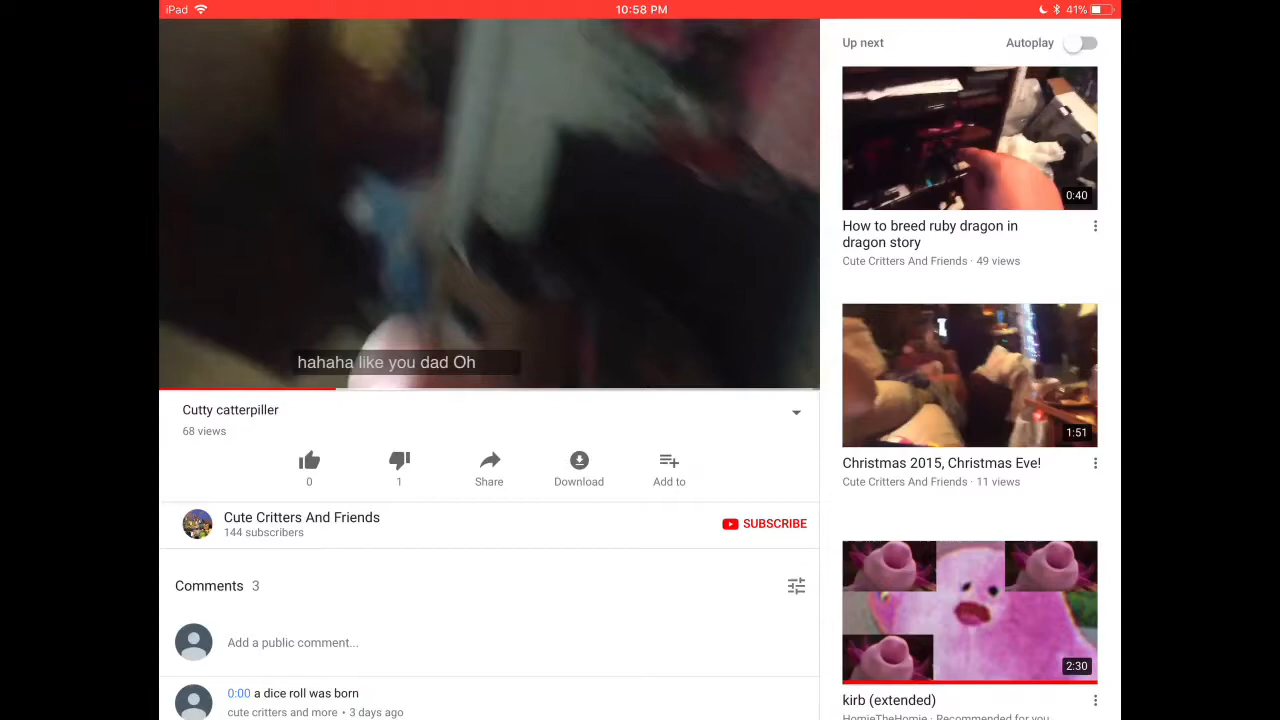 iPad
10:58 PM
41%
hahaha like you dad Oh
Cutty catterpiller
68 views
0
1
Share
Download
Add to
Cute Critters And Friends
144 subscribers
SUBSCRIBE
Comments 3
Add a public comment...
0:00 a dice roll was born
cute critters and more • 3 days ago
Up next
Autoplay
0:40
How to breed ruby dragon in
dragon story
Cute Critters And Friends · 49 views
1:51
Christmas 2015, Christmas Eve!
Cute Critters And Friends · 11 views
2:30
kirb (extended)
HomieTheHomie · Recommended for you